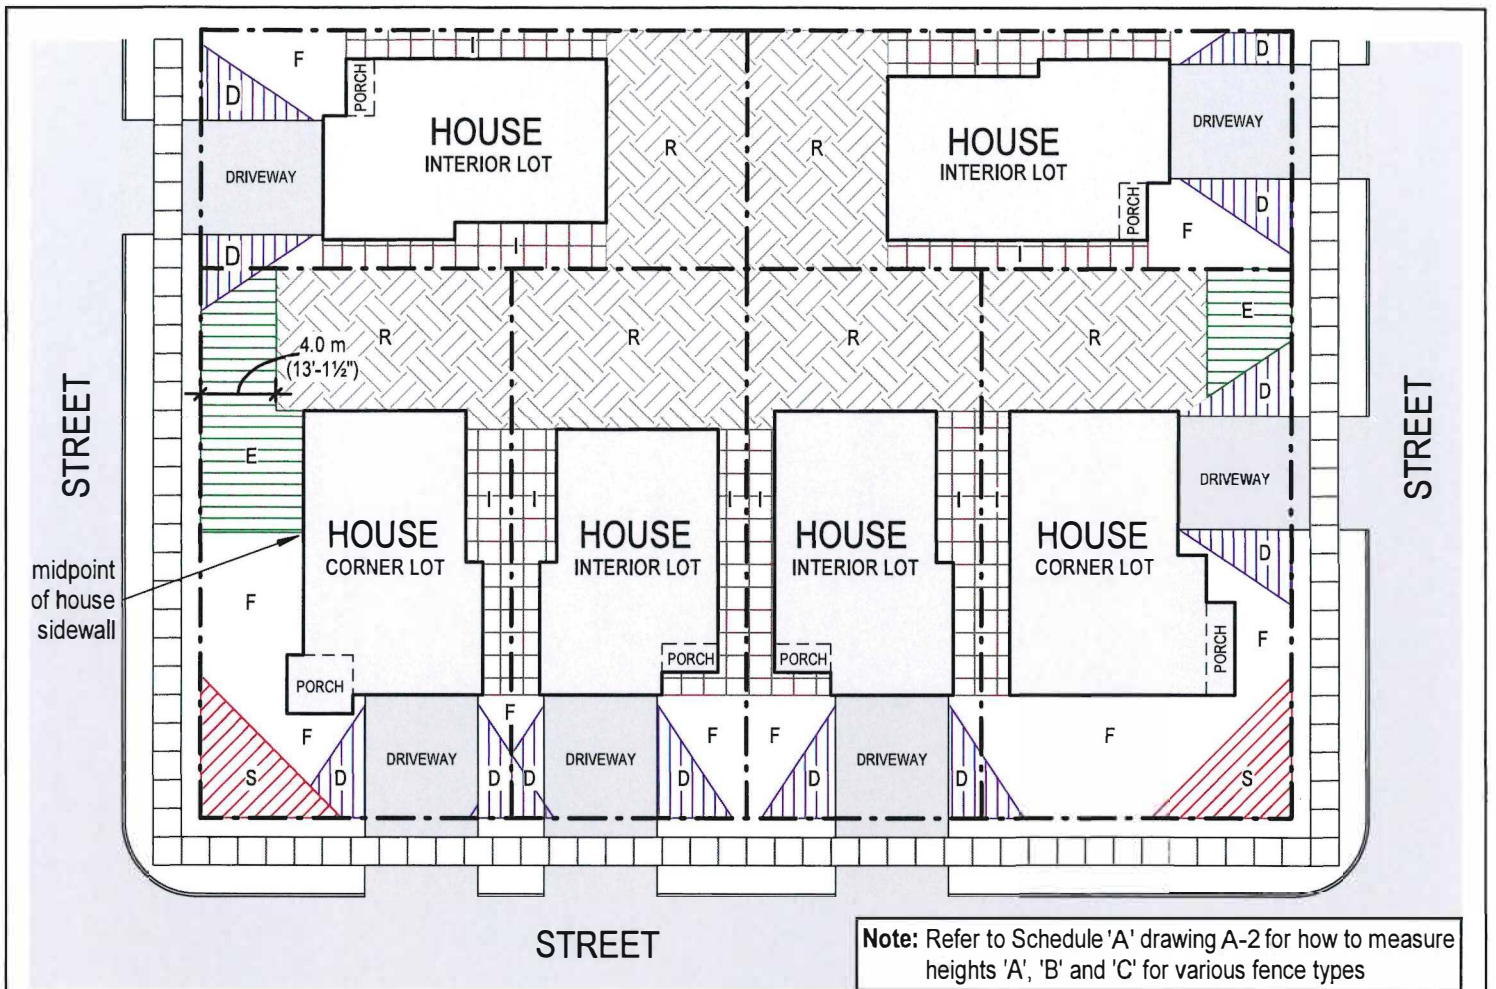 F
I
I
D
D
PORCH
HOUSE
INTERIOR LOT
R
R
HOUSE
INTERIOR LOT
DRIVEWAY
DRIVEWAY
PORCH
D
F
D
I
I
E
4.0 m
(13'-1½")
R
R
R
R
D
STREET
STREET
E
DRIVEWAY
I
I
I
I
I
I
HOUSE
CORNER LOT
HOUSE
INTERIOR LOT
HOUSE
INTERIOR LOT
HOUSE
CORNER LOT
D
midpoint
of house
sidewall
F
F
PORCH
PORCH
PORCH
PORCH
F
F
F
F
F
DRIVEWAY
DRIVEWAY
DRIVEWAY
S
D
D
D
D
D
D
S
STREET
Note: Refer to Schedule 'A' drawing A-2 for how to measure
heights 'A', 'B' and 'C' for various fence types